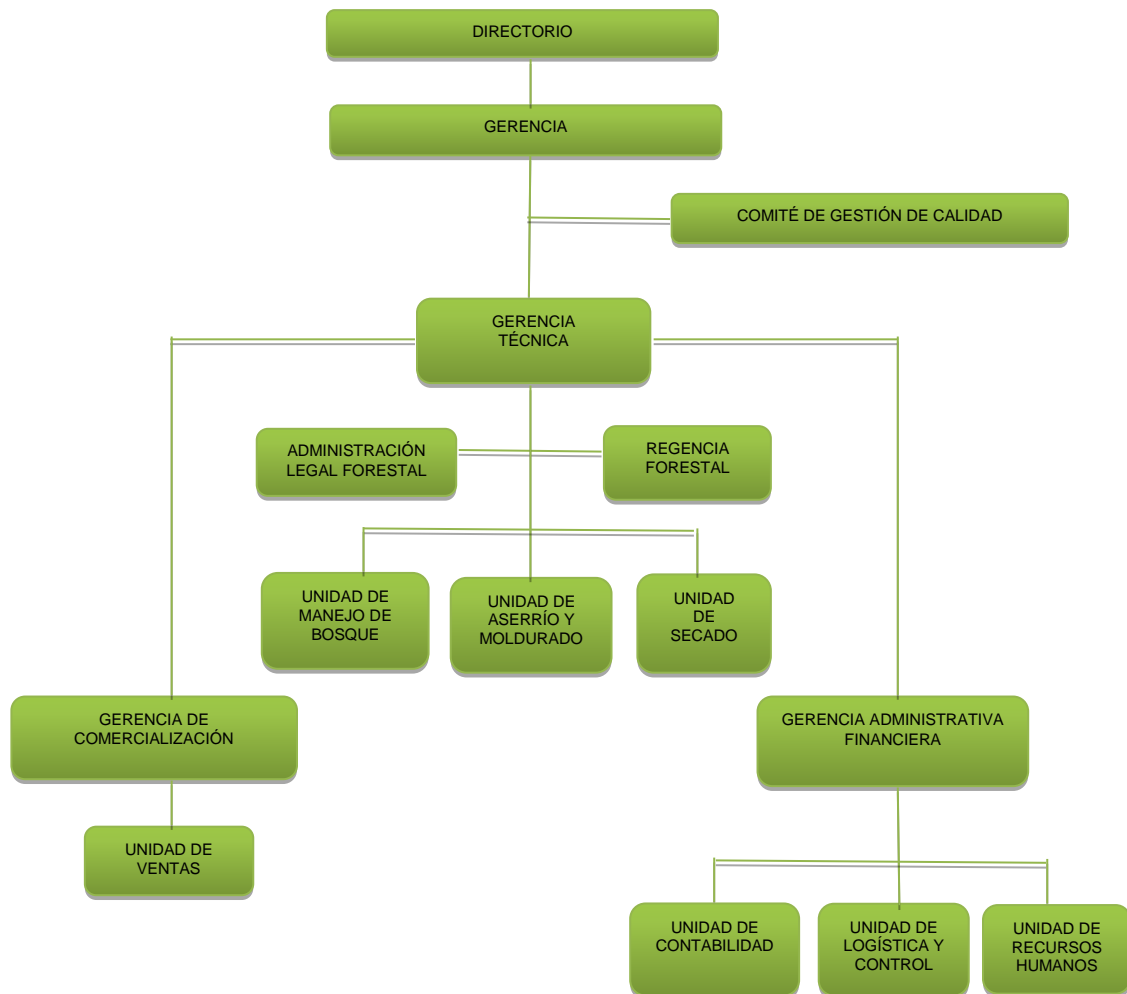 DIRECTORIO
GERENCIA
COMITÉ DE GESTIÓN DE CALIDAD
GERENCIA
TÉCNICA
ADMINISTRACIÓN
LEGAL FORESTAL
REGENCIA
FORESTAL
UNIDAD DE
MANEJO DE
BOSQUE
UNIDAD DE
ASERRÍO Y
MOLDURADO
UNIDAD
DE
SECADO
GERENCIA DE
COMERCIALIZACIÓN
GERENCIA ADMINISTRATIVA
FINANCIERA
UNIDAD DE
VENTAS
UNIDAD DE
CONTABILIDAD
UNIDAD DE
LOGÍSTICA Y
CONTROL
UNIDAD DE
RECURSOS
HUMANOS